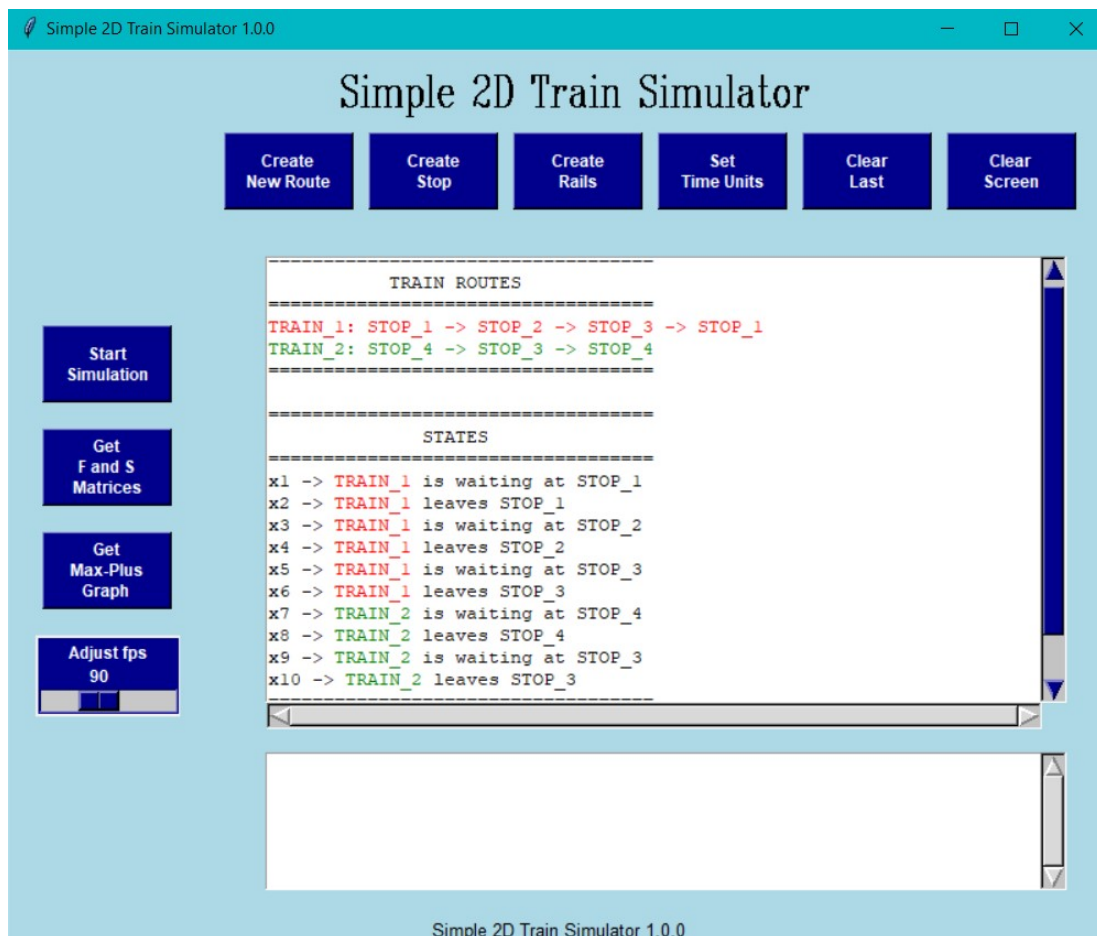 Simple 2D Train Simulator 1.0.0
Simple 2D Train Simulator
Create
New Route
Create
Stop
Create
Rails
Set
Time Units
Clear
Last
Clear
Screen
Start
Simulation
Get
F and S
Matrices
Get
Max-Plus
Graph
Adjust fps
90
===================================
TRAIN ROUTES
===================================
TRAIN_1: STOP_1 -> STOP_2 -> STOP_3 -> STOP_1
TRAIN_2: STOP_4 -> STOP_3 -> STOP_4
===================================
===================================
STATES
===================================
x1 -> TRAIN_1 is waiting at STOP_1
x2 -> TRAIN_1 leaves STOP_1
x3 -> TRAIN_1 is waiting at STOP_2
x4 -> TRAIN_1 leaves STOP_2
x5 -> TRAIN_1 is waiting at STOP_3
x6 -> TRAIN_1 leaves STOP_3
x7 -> TRAIN_2 is waiting at STOP_4
x8 -> TRAIN_2 leaves STOP_4
x9 -> TRAIN_2 is waiting at STOP_3
x10 -> TRAIN_2 leaves STOP_3
===================================
Simple 2D Train Simulator 1.0.0